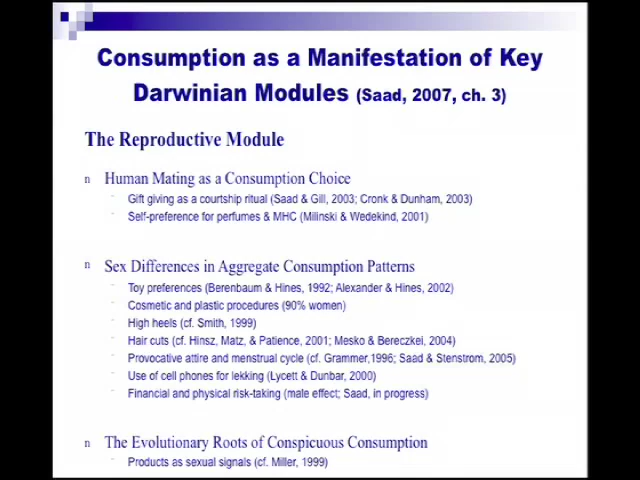 Consumption as a Manifestation of Key
Darwinian Modules (Saad, 2007, ch. 3)
The Reproductive Module
n Human Mating as a Consumption Choice
- Gift giving as a courtship ritual (Saad & Gill, 2003; Cronk & Dunham, 2003)
- Self-preference for perfumes & MHC (Milinski & Wedekind, 2001)
n Sex Differences in Aggregate Consumption Patterns
- Toy preferences (Berenbaum & Hines, 1992; Alexander & Hines, 2002)
- Cosmetic and plastic procedures (90% women)
- High heels (cf. Smith, 1999)
- Hair cuts (cf. Hinsz, Matz, & Patience, 2001; Mesko & Bereczkei, 2004)
- Provocative attire and menstrual cycle (cf. Grammer,1996; Saad & Stenstrom, 2005)
- Use of cell phones for lekking (Lycett & Dunbar, 2000)
- Financial and physical risk-taking (male effect; Saad, in progress)
n The Evolutionary Roots of Conspicuous Consumption
- Products as sexual signals (cf. Miller, 1999)